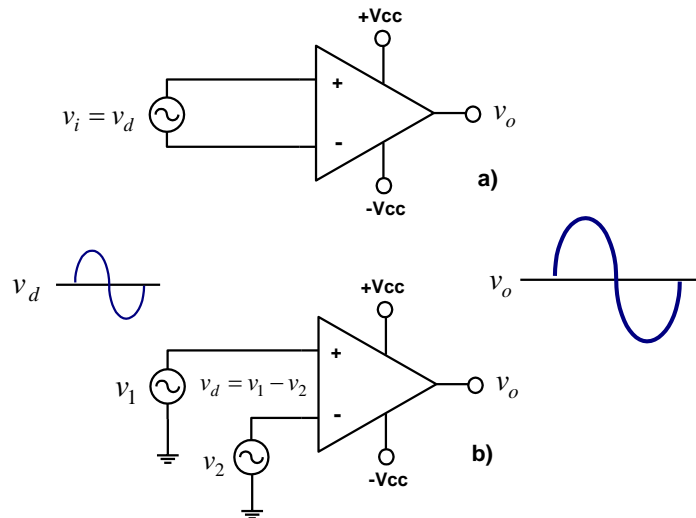 +Vcc
+
v_i = v_d
-
v_o
a)
-Vcc
v_d
v_o
+Vcc
+
v_1
v_d = v_1 − v_2
v_o
-
v_2
b)
-Vcc